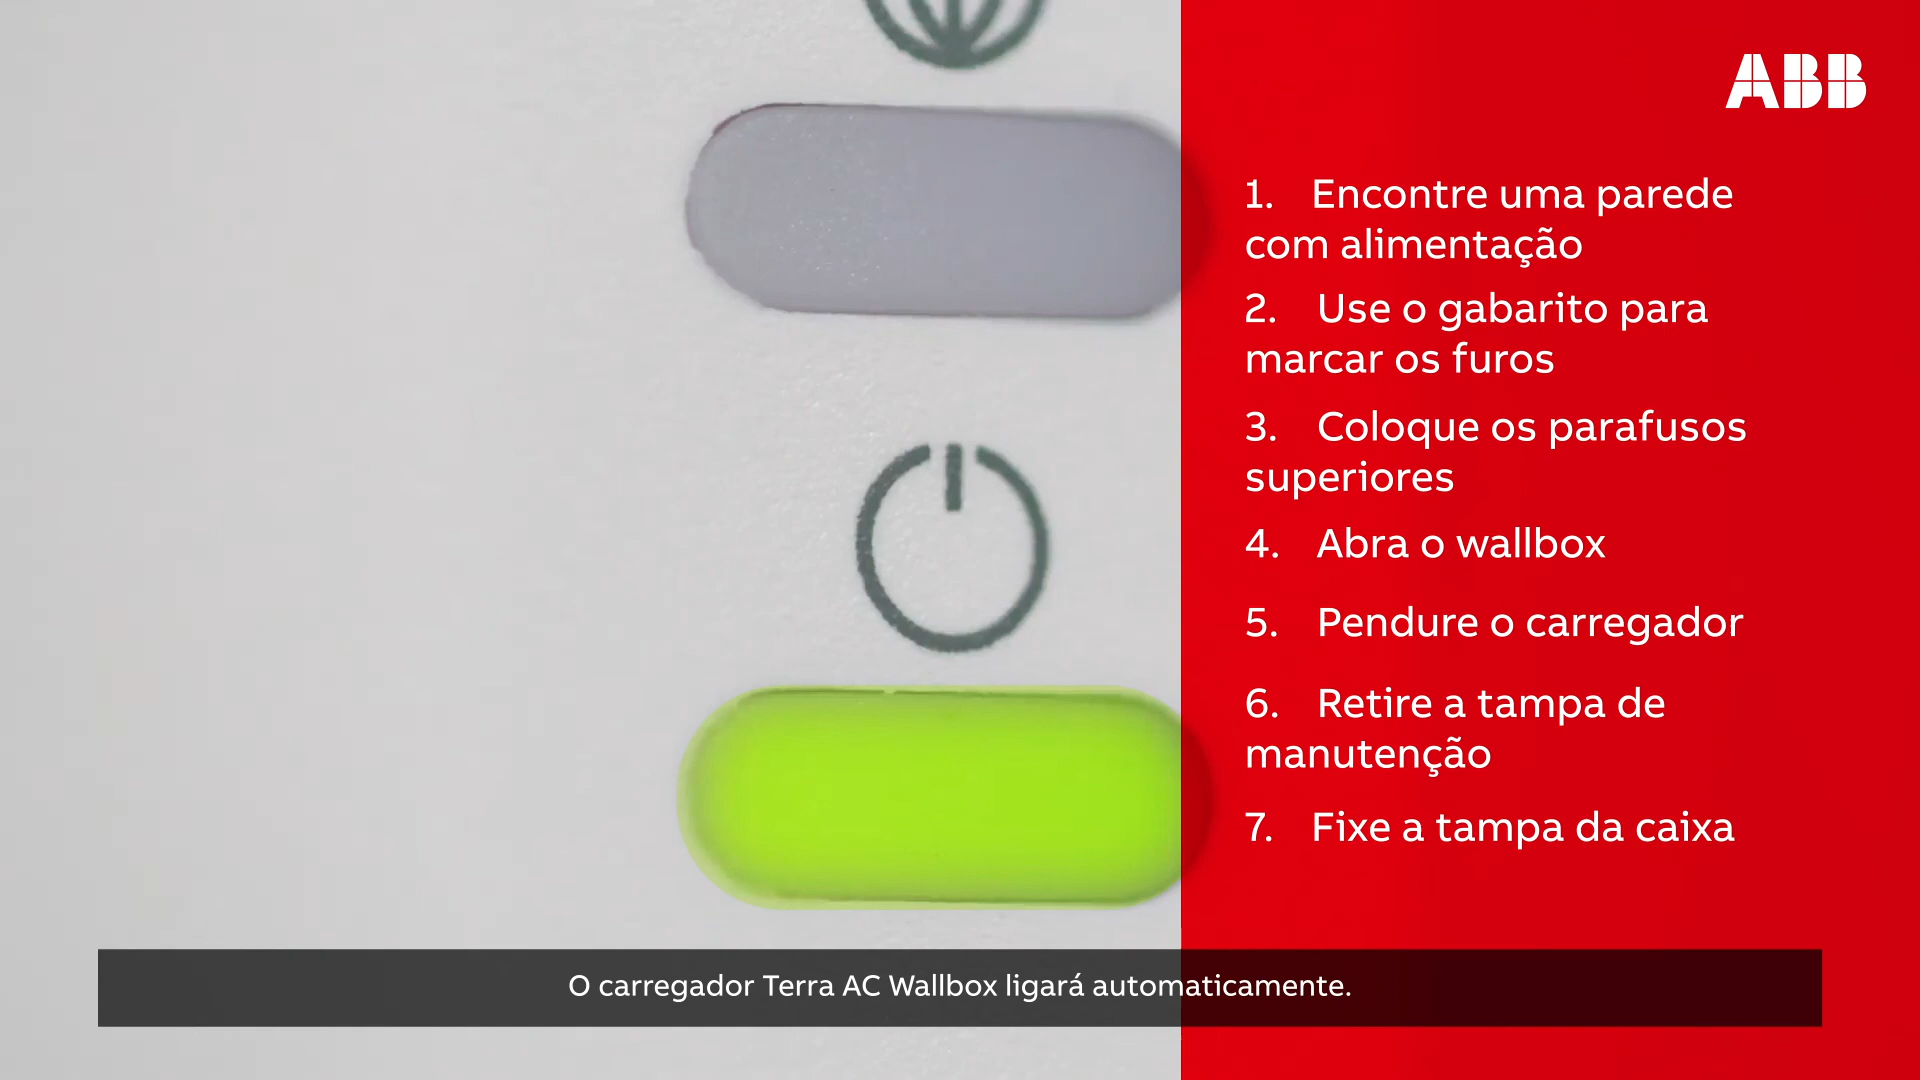 ABB
1. Encontre uma parede
com alimentação
2. Use o gabarito para
marcar os furos
3. Coloque os parafusos
superiores
4. Abra o wallbox
5. Pendure o carregador
6. Retire a tampa de
manutenção
7. Fixe a tampa da caixa
O carregador Terra AC Wallbox ligará automaticamente.